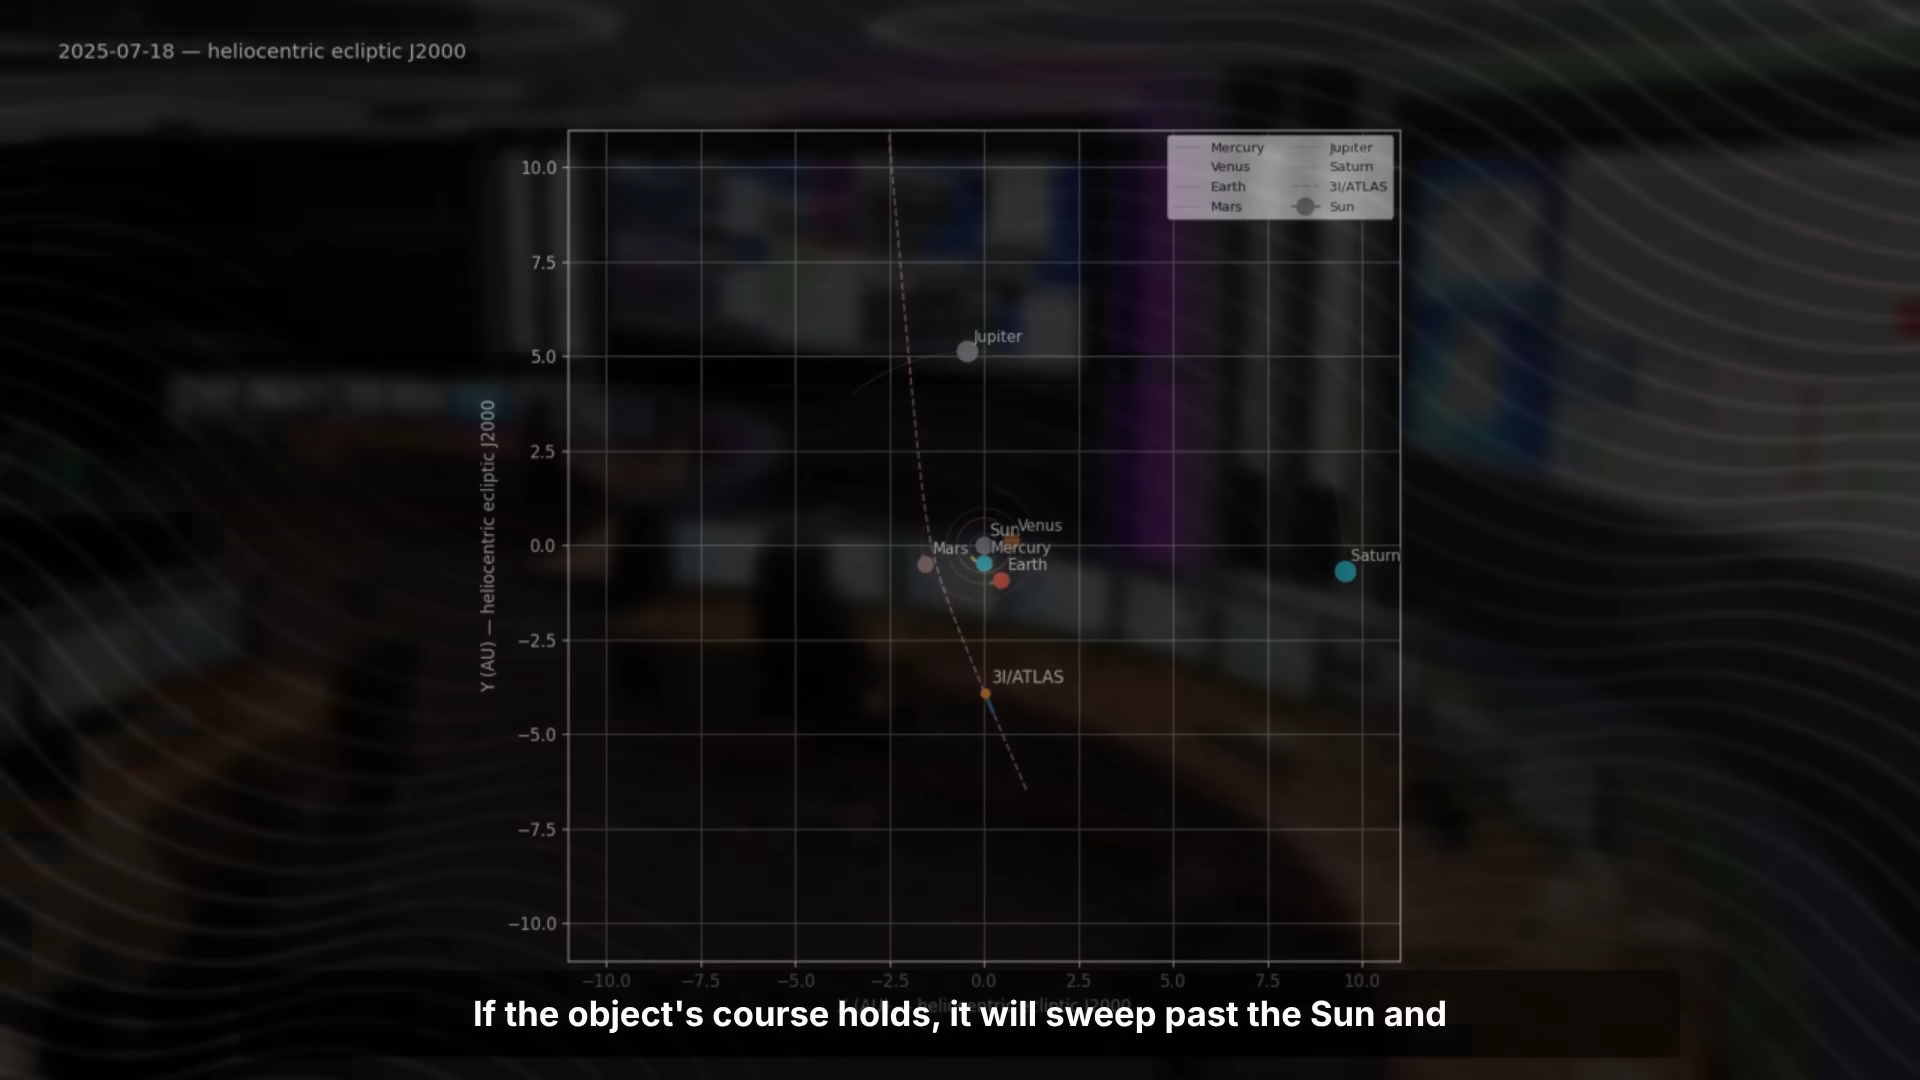 2025-07-18 — heliocentric ecliptic J2000
Mercury
Venus
Earth
Mars
Jupiter
Saturn
3I/ATLAS
Sun
10.0
7.5
5.0
2.5
0.0
−2.5
−5.0
−7.5
−10.0
Y (AU) — heliocentric ecliptic J2000
Jupiter
Sun
Venus
Mars
Mercury
Earth
Saturn
3I/ATLAS
−10.0
−7.5
−5.0
−2.5
0.0
2.5
5.0
7.5
10.0
(AU) — heliocentric ecliptic J2000
If the object's course holds, it will sweep past the Sun and